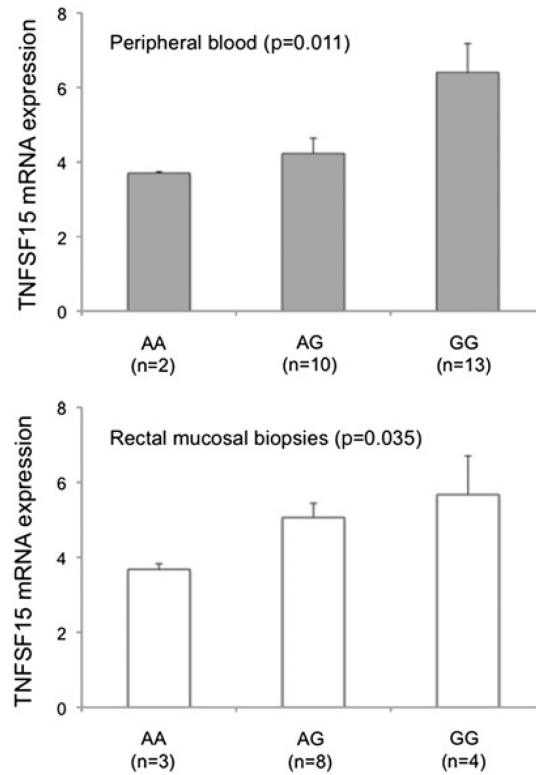 8
Peripheral blood (p=0.011)
6
4
2
0
TNFSF15 mRNA expression
AA AG GG
(n=2) (n=10) (n=13)
8
Rectal mucosal biopsies (p=0.035)
6
4
2
0
TNFSF15 mRNA expression
AA AG GG
(n=3) (n=8) (n=4)